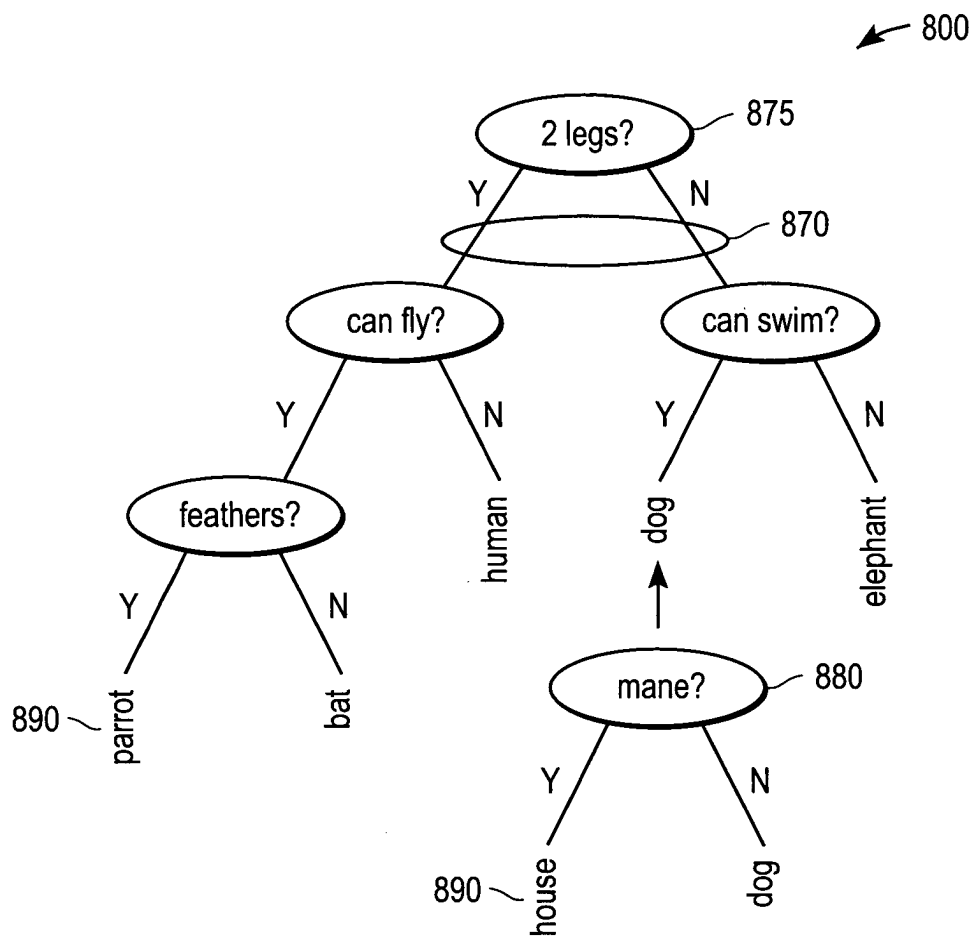 800
2 legs?
875
Y
N
870
can fly?
can swim?
Y
N
Y
N
feathers?
human
dog
elephant
Y
N
mane?
880
890
parrot
bat
Y
N
890
house
dog